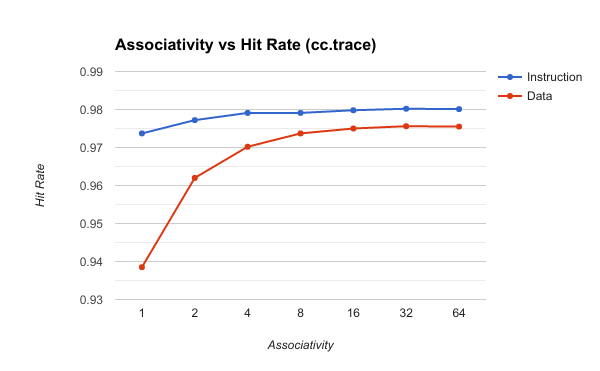 Associativity vs Hit Rate (cc.trace)
0.99
0.98
0.97
0.96
0.95
0.94
0.93
Hit Rate
1 2 4 8 16 32 64
Associativity
Instruction
Data